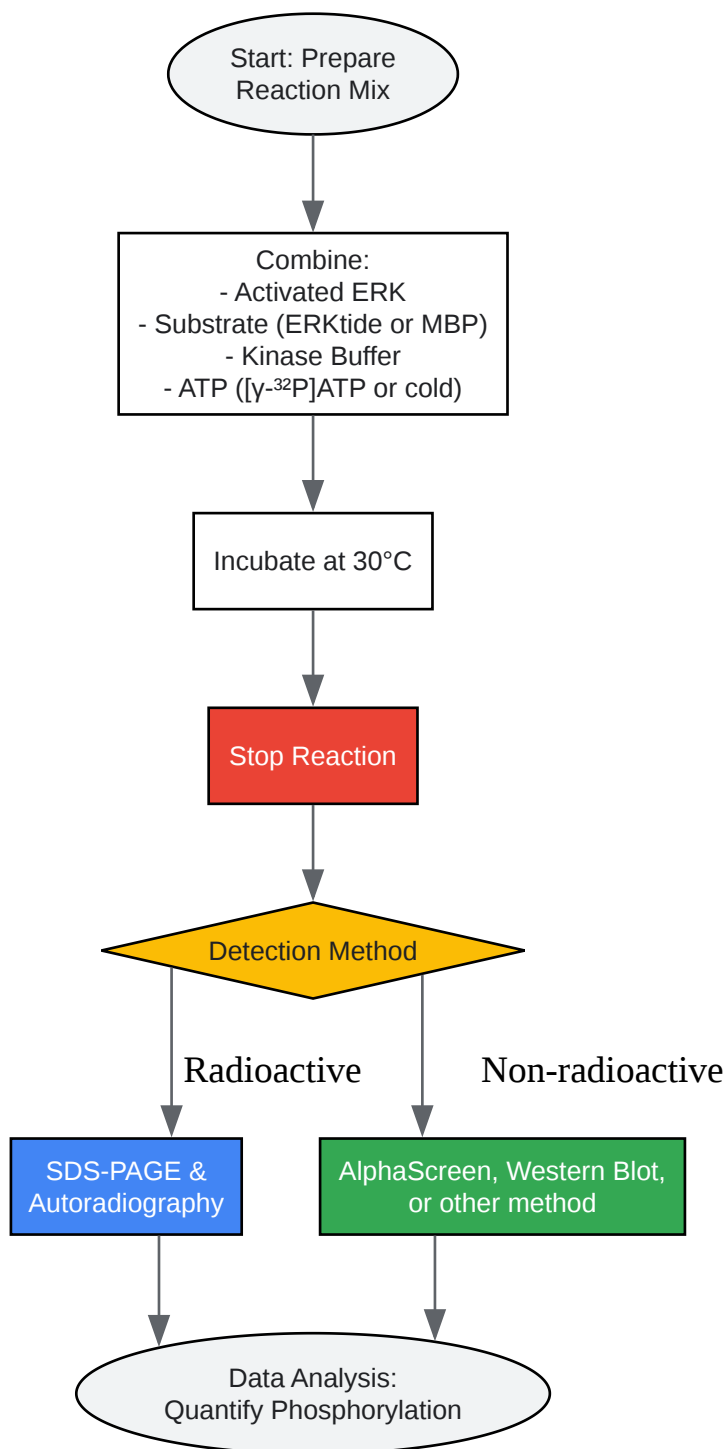 Start: Prepare
Reaction Mix
Combine:
- Activated ERK
- Substrate (ERKtide or MBP)
- Kinase Buffer
- ATP ([γ-³²P]ATP or cold)
Incubate at 30°C
Stop Reaction
Detection Method
Radioactive
Non-radioactive
SDS-PAGE &
Autoradiography
AlphaScreen, Western Blot,
or other method
Data Analysis:
Quantify Phosphorylation